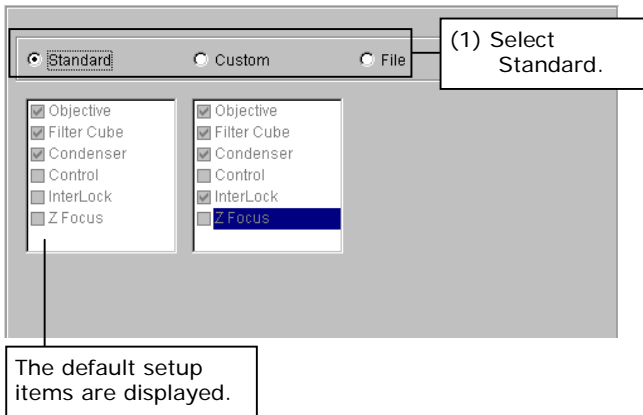 (1) Select
Standard.
Standard Custom File
Objective
Filter Cube
Condenser
Control
InterLock
Z Focus
Objective
Filter Cube
Condenser
Control
InterLock
Z Focus
The default setup
items are displayed.